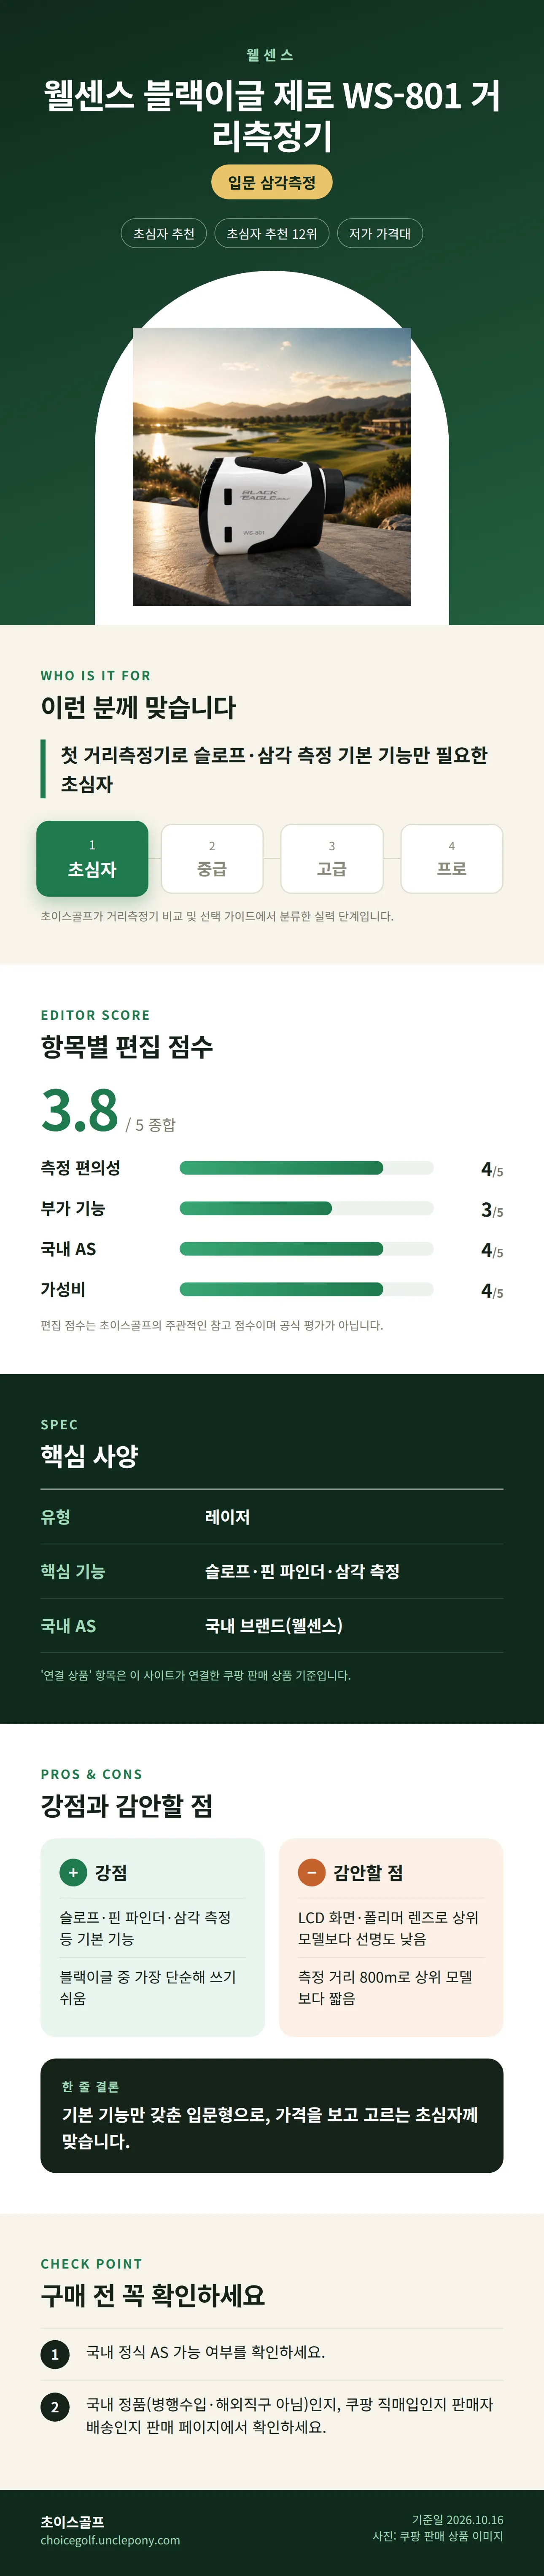 웰센스
웰센스 블랙이글 제로 WS-801 거
리측정기
입문 삼각측정
초심자 추천
초심자 추천 12위
저가 가격대
BLACK
EAGLE
WS-801
WHO IS IT FOR
이런 분께 맞습니다
첫 거리측정기로 슬로프·삼각 측정 기본 기능만 필요한
초심자
1
초심자
2
중급
3
고급
4
프로
초이스골프가 거리측정기 비교 및 선택 가이드에서 분류한 실력 단계입니다.
EDITOR SCORE
항목별 편집 점수
3.8 / 5 종합
측정 편의성 4/5
부가 기능 3/5
국내 AS 4/5
가성비 4/5
편집 점수는 초이스골프의 주관적인 참고 점수이며 공식 평가가 아닙니다.
SPEC
핵심 사양
유형 레이저
핵심 기능 슬로프·핀 파인더·삼각 측정
국내 AS 국내 브랜드(웰센스)
'연결 상품' 항목은 이 사이트가 연결한 쿠팡 판매 상품 기준입니다.
PROS & CONS
강점과 감안할 점
+ 강점
슬로프·핀 파인더·삼각 측정
등 기본 기능
블랙이글 중 가장 단순해 쓰기
쉬움
− 감안할 점
LCD 화면·폴리머 렌즈로 상위
모델보다 선명도 낮음
측정 거리 800m로 상위 모델
보다 짧음
한 줄 결론
기본 기능만 갖춘 입문형으로, 가격을 보고 고르는 초심자께
맞습니다.
CHECK POINT
구매 전 꼭 확인하세요
1 국내 정식 AS 가능 여부를 확인하세요.
2 국내 정품(병행수입·해외직구 아님)인지, 쿠팡 직매입인지 판매자
배송인지 판매 페이지에서 확인하세요.
초이스골프
choicegolf.unclepony.com
기준일 2026.10.16
사진: 쿠팡 판매 상품 이미지